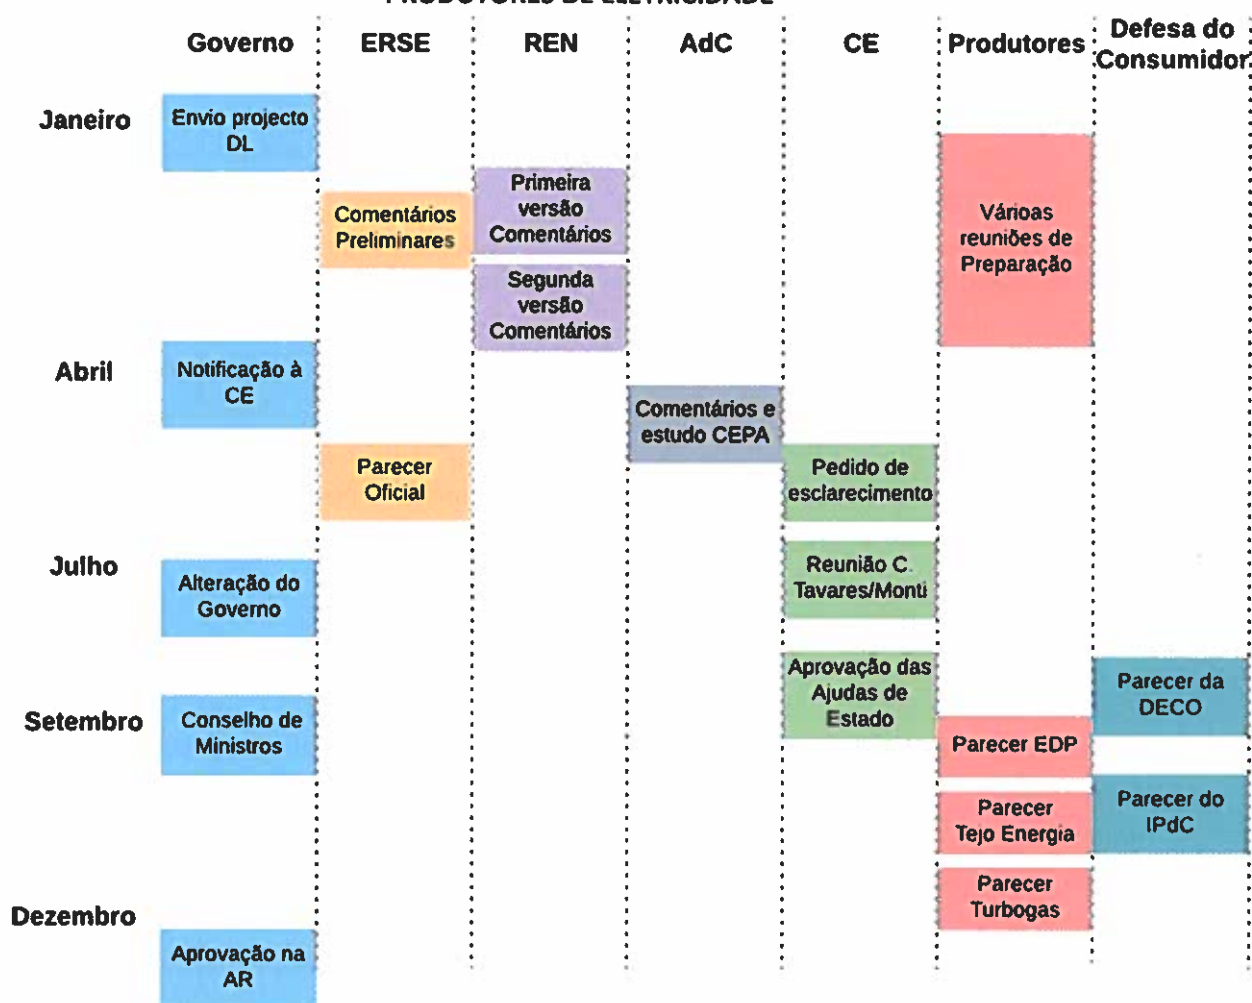 PRODUTORES DE ELETRICIDADE
Governo
ERSE
REN
AdC
CE
Produtores
Defesa do
Consumidor
Janeiro
Envio projecto
DL
Comentários
Preliminares
Primeira
versão
Comentários
Segunda
versão
Comentários
Várioas
reuniões de
Preparação
Abril
Notificação à
CE
Comentários e
estudo CEPA
Parecer
Oficial
Pedido de
esclarecimento
Julho
Alteração do
Governo
Reunião C.
Tavares/Monti
Aprovação das
Ajudas de
Estado
Parecer da
DECO
Setembro
Conselho de
Ministros
Parecer EDP
Parecer
Tejo Energia
Parecer do
IPdC
Parecer
Turbogas
Dezembro
Aprovação na
AR